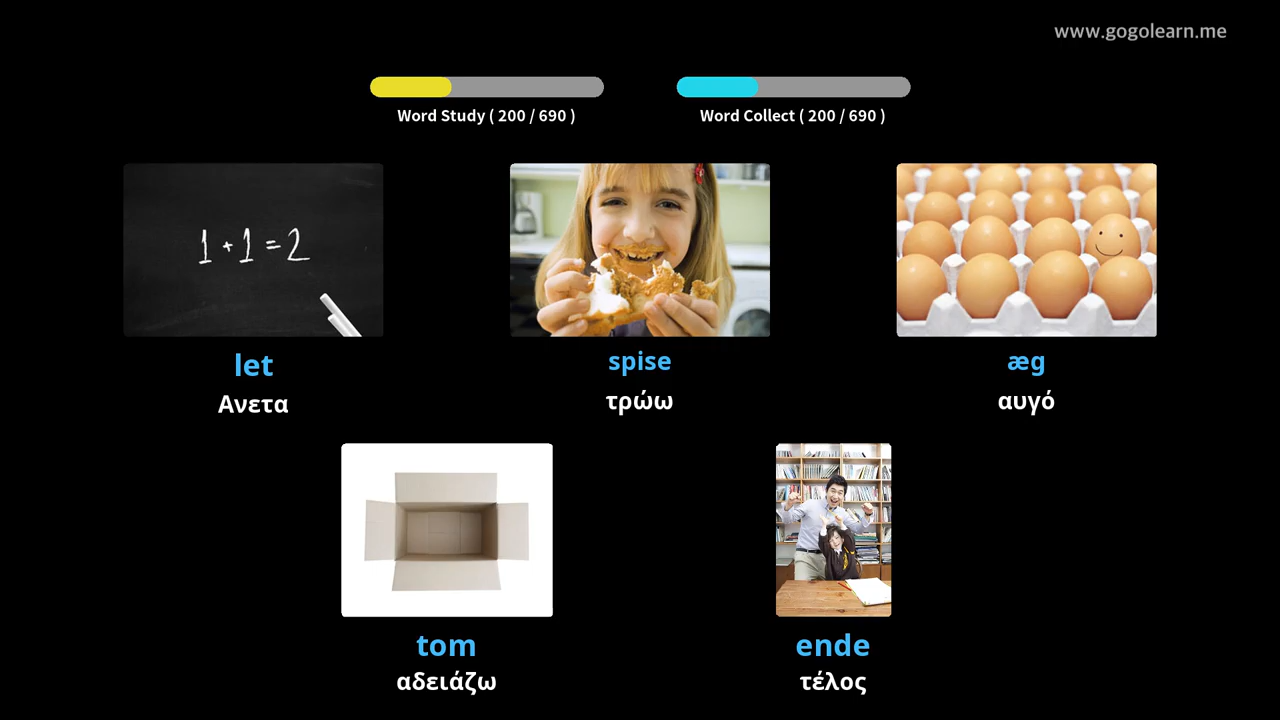 www.gogolearn.me
Word Study ( 200 / 690 )
Word Collect ( 200 / 690 )
1 + 1 = 2
let
Ανετα
spise
τρώω
æg
αυγό
tom
αδειάζω
ende
τέλος